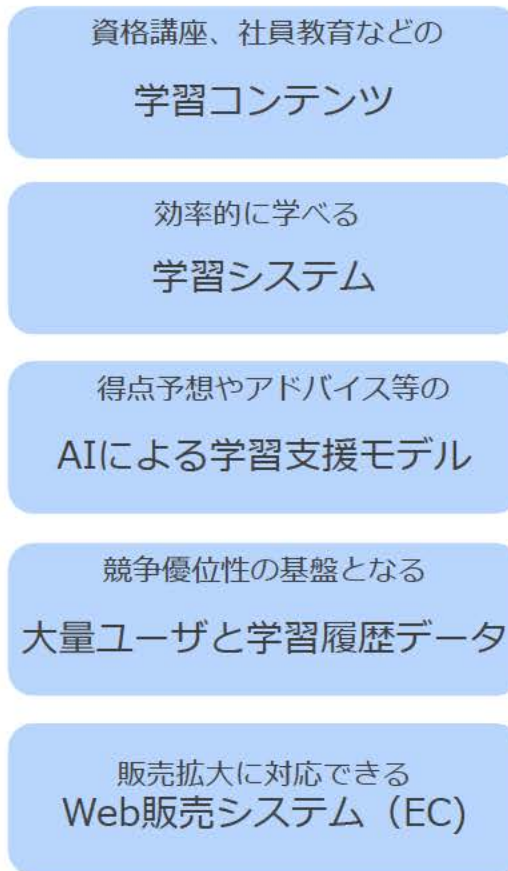 資格講座、社員教育などの
学習コンテンツ
効率的に学べる
学習システム
得点予想やアドバイス等の
AIによる学習支援モデル
競争優位性の基盤となる
大量ユーザと学習履歴データ
販売拡大に対応できる
Web販売システム（EC)